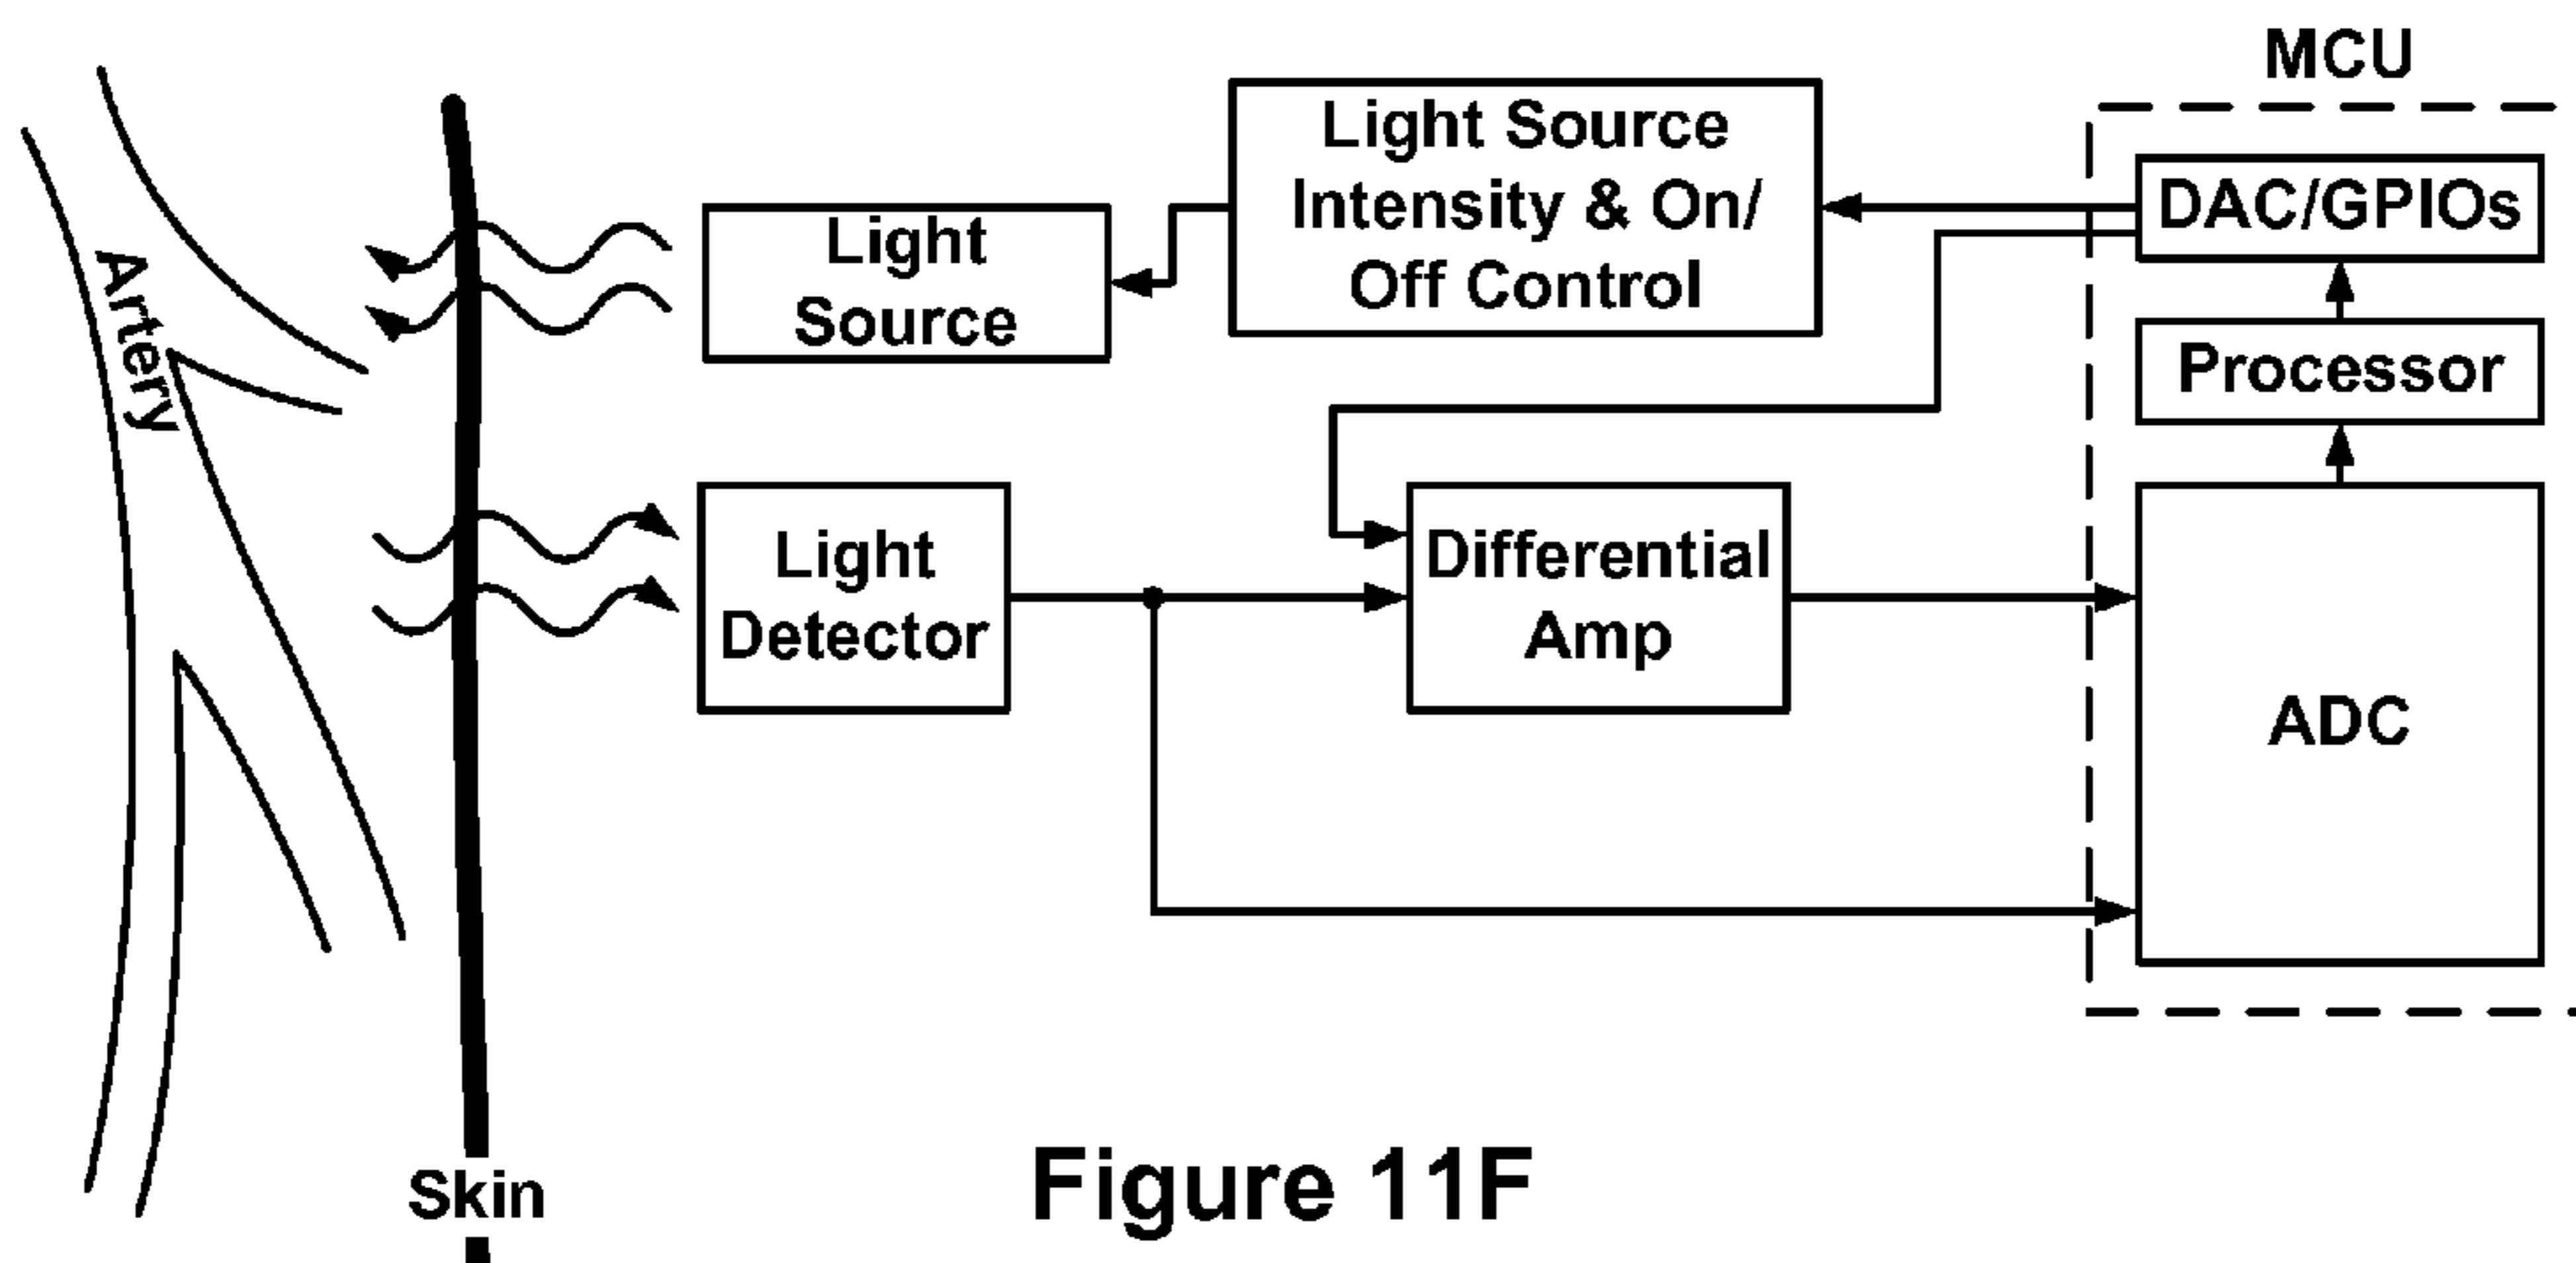 MCU
Light Source
Intensity & On/
Off Control
DAC/GPIOs
Light
Source
Artery
Processor
Light
Detector
Differential
Amp
ADC
Skin
Figure 11F